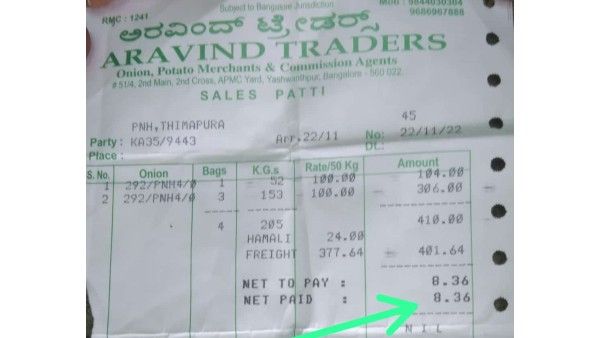 RMC : 1241 Subject to Bangalore Jurisdiction Mob : 9844030304
9686967888
ಅರವಿಂದ್ ಟ್ರೇಡರ್ಸ್
ARAVIND TRADERS
Onion, Potato Merchants & Commission Agents
# 51/4, 2nd Main, 2nd Cross, APMC Yard, Yashwanthpur, Bangalore - 560 022.
SALES PATTI
PNH,THIMAPURA 45
Party : KA35/9443 Arr.22/11 No: 22/11/22
Place : DL:
S. No. Onion Bags K.G.s Rate/50 Kg Amount
1 292/PNH4/0 1 52 100.00 104.00
2 292/PNH4/0 3 153 100.00 306.00
4 205 410.00
HAMALI 24.00
FREIGHT 377.64 401.64
NET TO PAY : 8.36
NET PAID : 8.36
NIL